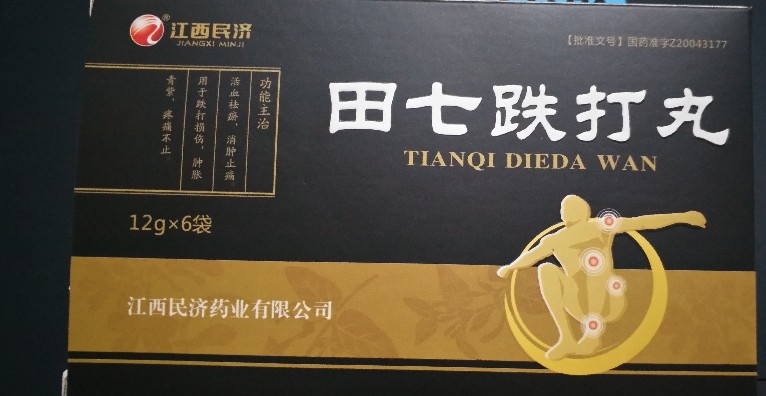 江西民济
JIANGXI MINJI
【批准文号】国药准字Z20043177
功能主治
活血祛瘀，消肿止痛。
用于跌打损伤，肿胀
青紫，疼痛不止。
田七跌打丸
TIANQI DIEDA WAN
12g×6袋
江西民济药业有限公司